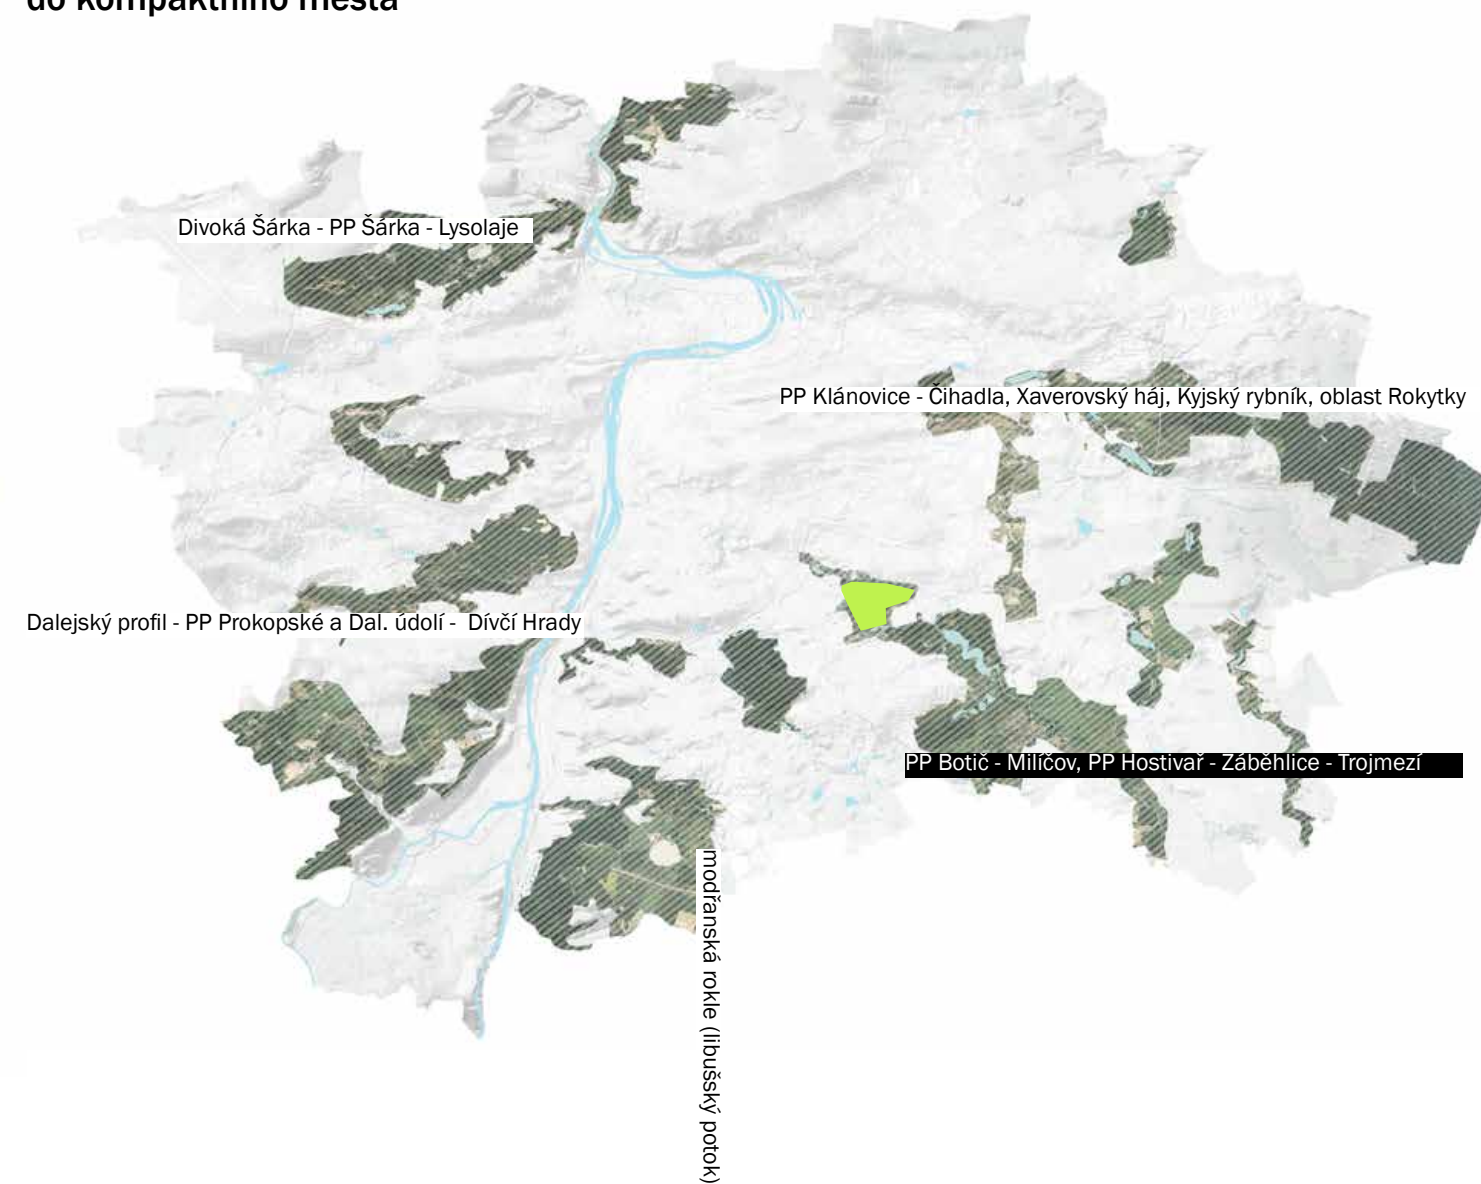 do kompaktního města
Divoká Šárka - PP Šárka - Lysolaje
PP Klánovice - Čihadla, Xaverovský háj, Kyjský rybník, oblast Rokytky
Dalejský profil - PP Prokopské a Dal. údolí -  Dívčí Hrady
PP Botič - Milíčov, PP Hostivař - Záběhlice - Trojmezí
modřanská rokle (libušský potok)